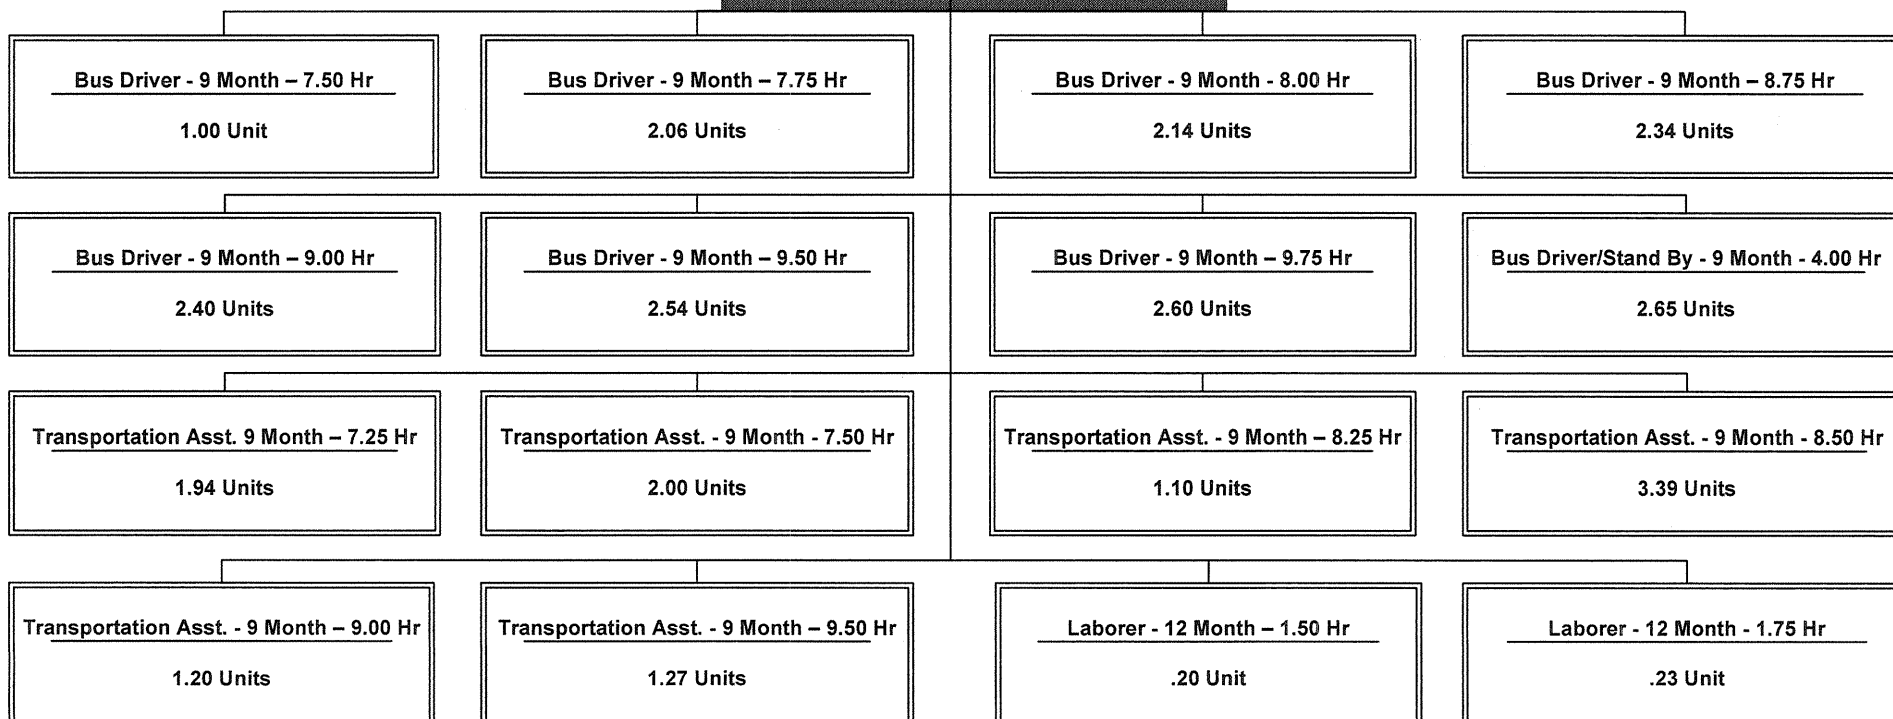 Bus Driver - 9 Month – 7.50 Hr
1.00 Unit
Bus Driver - 9 Month – 7.75 Hr
2.06 Units
Bus Driver - 9 Month - 8.00 Hr
2.14 Units
Bus Driver - 9 Month – 8.75 Hr
2.34 Units
Bus Driver - 9 Month – 9.00 Hr
2.40 Units
Bus Driver - 9 Month – 9.50 Hr
2.54 Units
Bus Driver - 9 Month – 9.75 Hr
2.60 Units
Bus Driver/Stand By - 9 Month - 4.00 Hr
2.65 Units
Transportation Asst. 9 Month – 7.25 Hr
1.94 Units
Transportation Asst. - 9 Month - 7.50 Hr
2.00 Units
Transportation Asst. - 9 Month – 8.25 Hr
1.10 Units
Transportation Asst. - 9 Month - 8.50 Hr
3.39 Units
Transportation Asst. - 9 Month – 9.00 Hr
1.20 Units
Transportation Asst. - 9 Month – 9.50 Hr
1.27 Units
Laborer - 12 Month – 1.50 Hr
.20 Unit
Laborer - 12 Month - 1.75 Hr
.23 Unit